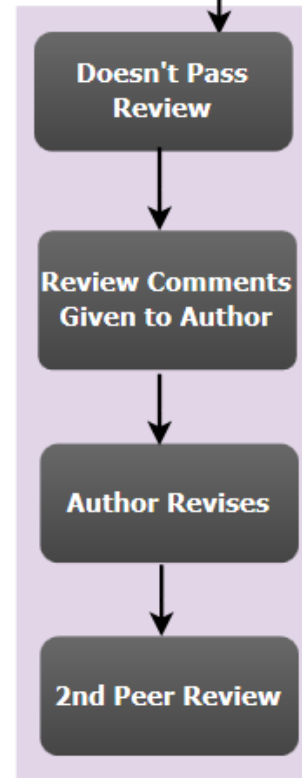 Doesn't Pass
Review
Review Comments
Given to Author
Author Revises
2nd Peer Review